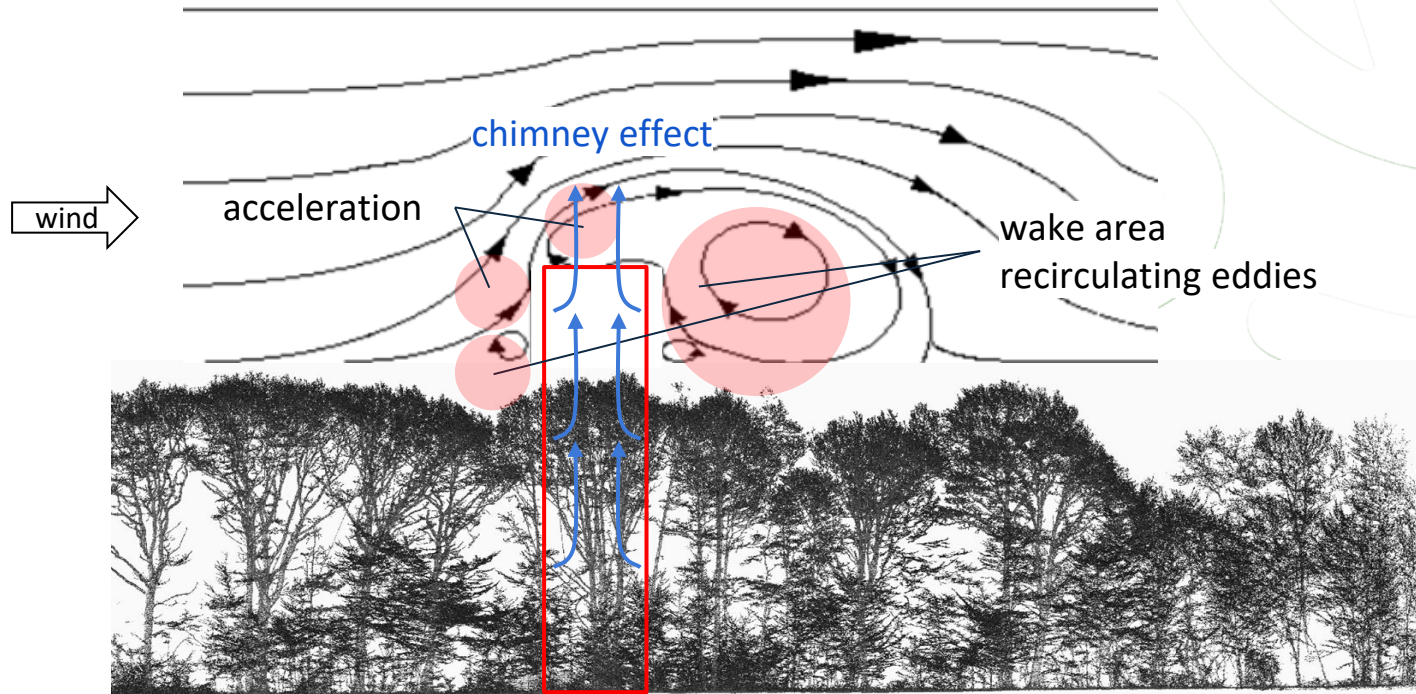 chimney effect
acceleration
wind
wake area
recirculating eddies